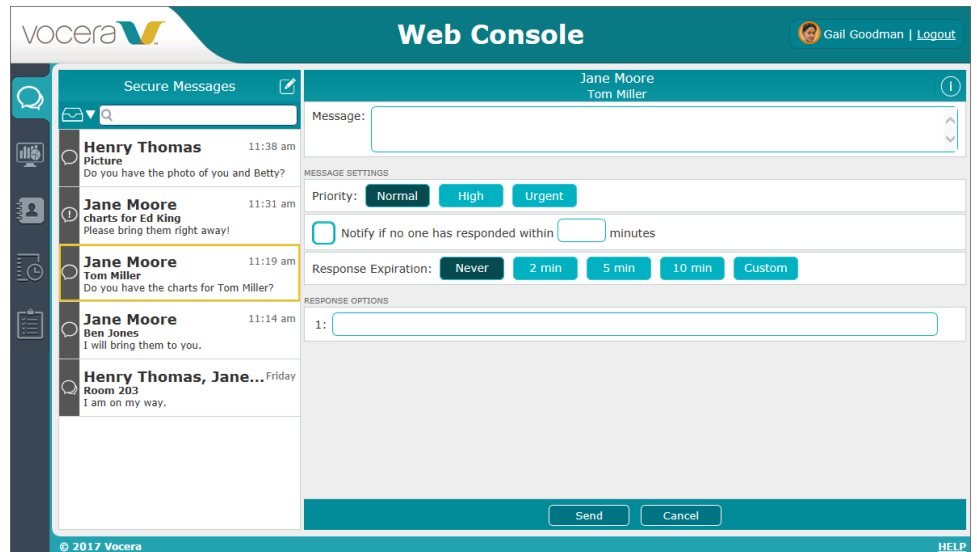 vocera
Web Console
Gail Goodman | Logout
Secure Messages
Henry Thomas 11:38 am
Picture
Do you have the photo of you and Betty?
Jane Moore 11:31 am
charts for Ed King
Please bring them right away!
Jane Moore 11:19 am
Tom Miller
Do you have the charts for Tom Miller?
Jane Moore 11:14 am
Ben Jones
I will bring them to you.
Henry Thomas, Jane... Friday
Room 203
I am on my way.
Jane Moore
Tom Miller
Message:
MESSAGE SETTINGS
Priority: Normal High Urgent
Notify if no one has responded within minutes
Response Expiration: Never 2 min 5 min 10 min Custom
RESPONSE OPTIONS
1:
Send Cancel
© 2017 Vocera HELP